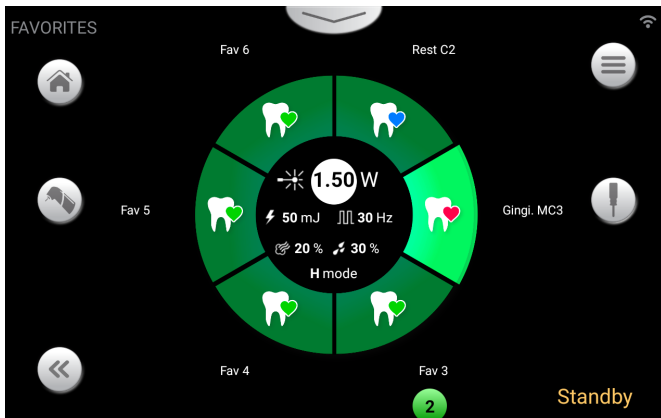 FAVORITES
Fav 6
Rest C2
1.50 W
50 mJ
30 Hz
Fav 5
Gingi. MC3
20 %
30 %
H mode
Fav 4
Fav 3
2
Standby